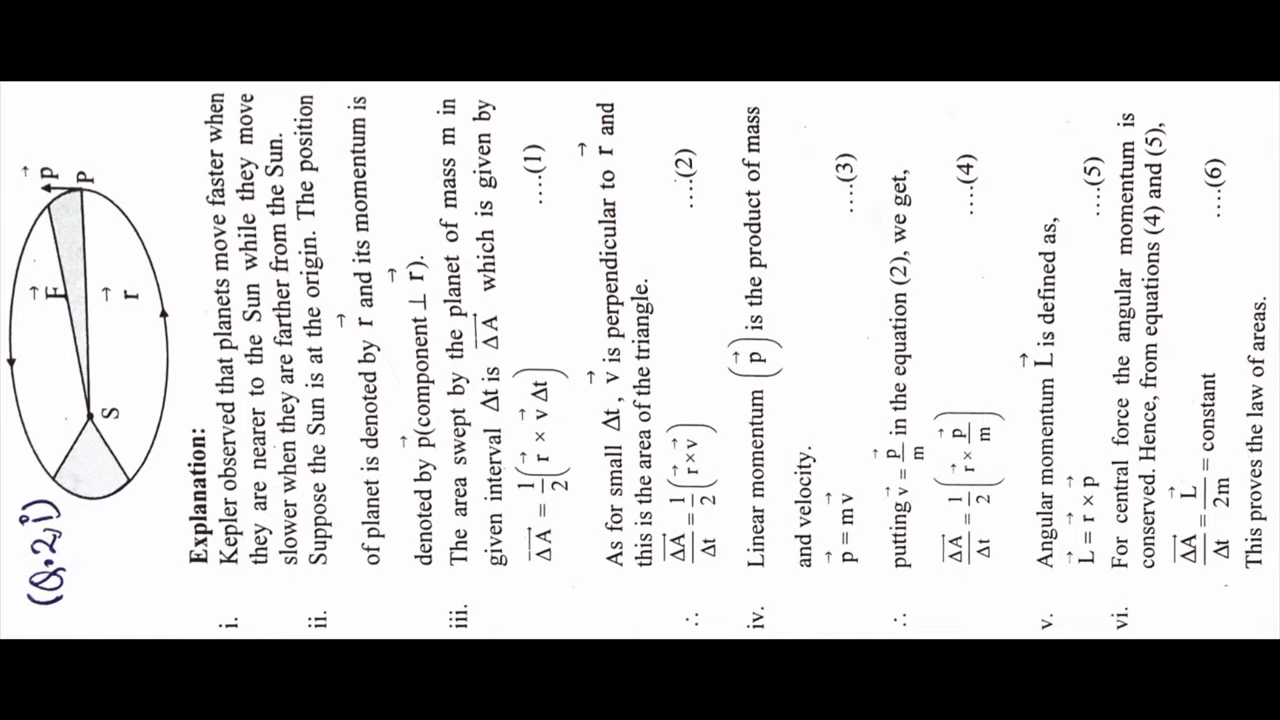 (Q.2,i)
F⃗
p⃗
P
r⃗
S
Explanation:
i. Kepler observed that planets move faster when
they are nearer to the Sun while they move
slower when they are farther from the Sun.
ii. Suppose the Sun is at the origin. The position
of planet is denoted by r⃗ and its momentum is
denoted by p⃗(component ⊥ r⃗).
iii. The area swept by the planet of mass m in
given interval Δt is ΔA⃗ which is given by
ΔA⃗ = 1/2 (r⃗ × v⃗ Δt) ....(1)
As for small Δt, v⃗ is perpendicular to r⃗ and
this is the area of the triangle.
∴ ΔA⃗/Δt = 1/2 (r⃗ × v⃗) ....(2)
iv. Linear momentum (p⃗) is the product of mass
and velocity.
p⃗ = m v⃗ ....(3)
∴ putting v⃗ = p⃗/m in the equation (2), we get,
ΔA⃗/Δt = 1/2 (r⃗ × p⃗/m) ....(4)
v. Angular momentum L⃗ is defined as,
L⃗ = r⃗ × p⃗ ....(5)
vi. For central force the angular momentum is
conserved. Hence, from equations (4) and (5),
ΔA⃗/Δt = L⃗/2m = constant ....(6)
This proves the law of areas.